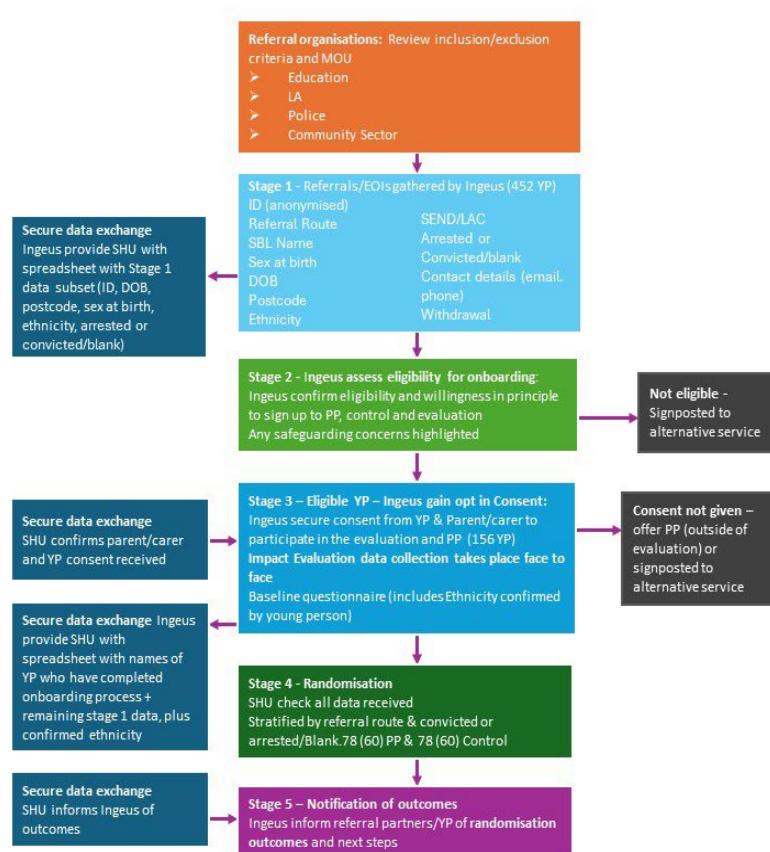 Referral organisations: Review inclusion/exclusion
criteria and MOU
➤ Education
➤ LA
➤ Police
➤ Community Sector
Stage 1 - Referrals/EOIs gathered by Ingeus (452 YP)
ID (anonymised)
Referral Route
SBL Name
Sex at birth
DOB
Postcode
Ethnicity
SEND/LAC
Arrested or
Convicted/blank
Contact details (email.
phone)
Withdrawal
Secure data exchange
Ingeus provide SHU with
spreadsheet with Stage 1
data subset (ID, DOB,
postcode, sex at birth,
ethnicity, arrested or
convicted/blank)
Stage 2 - Ingeus assess eligibility for onboarding:
Ingeus confirm eligibility and willingness in principle
to sign up to PP, control and evaluation
Any safeguarding concerns highlighted
Not eligible -
Signposted to
alternative service
Secure data exchange
SHU confirms parent/carer
and YP consent received
Stage 3 – Eligible YP – Ingeus gain opt in Consent:
Ingeus secure consent from YP & Parent/carer to
participate in the evaluation and PP (156 YP)
Impact Evaluation data collection takes place face to
face
Baseline questionnaire (includes Ethnicity confirmed
by young person)
Consent not given –
offer PP (outside of
evaluation) or
signposted to
alternative service
Secure data exchange Ingeus
provide SHU with
spreadsheet with names of
YP who have completed
onboarding process +
remaining stage 1 data, plus
confirmed ethnicity
Stage 4 - Randomisation
SHU check all data received
Stratified by referral route & convicted or
arrested/Blank.78 (60) PP & 78 (60) Control
Secure data exchange
SHU informs Ingeus of
outcomes
Stage 5 – Notification of outcomes
Ingeus inform referral partners/YP of randomisation
outcomes and next steps